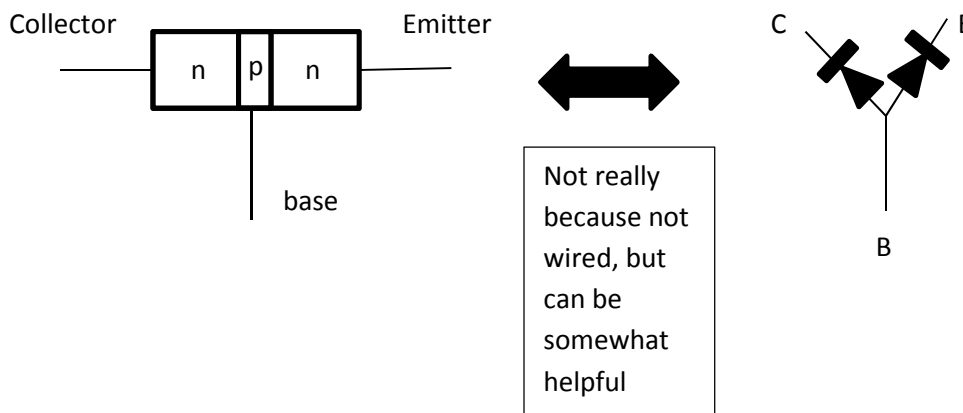 Collector
Emitter
n
p
n
base
Not really
because not
wired, but
can be
somewhat
helpful
C
E
B